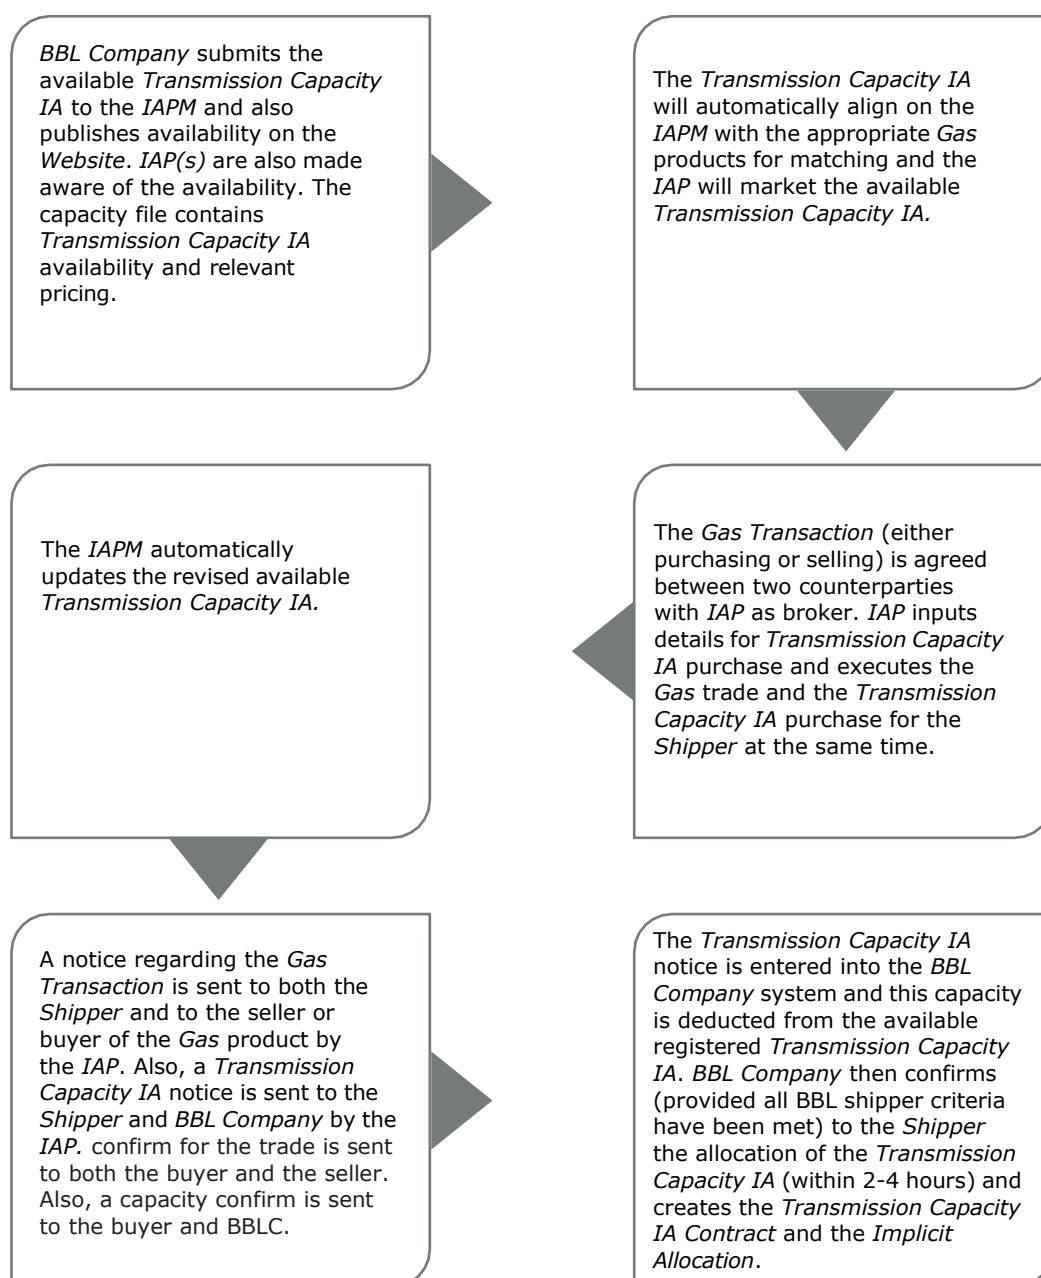 BBL Company submits the
available Transmission Capacity
IA to the IAPM and also
publishes availability on the
Website. IAP(s) are also made
aware of the availability. The
capacity file contains
Transmission Capacity IA
availability and relevant
pricing.
The Transmission Capacity IA
will automatically align on the
IAPM with the appropriate Gas
products for matching and the
IAP will market the available
Transmission Capacity IA.
The Gas Transaction (either
purchasing or selling) is agreed
between two counterparties
with IAP as broker. IAP inputs
details for Transmission Capacity
IA purchase and executes the
Gas trade and the Transmission
Capacity IA purchase for the
Shipper at the same time.
The IAPM automatically
updates the revised available
Transmission Capacity IA.
A notice regarding the Gas
Transaction is sent to both the
Shipper and to the seller or
buyer of the Gas product by
the IAP. Also, a Transmission
Capacity IA notice is sent to the
Shipper and BBL Company by the
IAP. confirm for the trade is sent
to both the buyer and the seller.
Also, a capacity confirm is sent
to the buyer and BBLC.
The Transmission Capacity IA
notice is entered into the BBL
Company system and this capacity
is deducted from the available
registered Transmission Capacity
IA. BBL Company then confirms
(provided all BBL shipper criteria
have been met) to the Shipper
the allocation of the Transmission
Capacity IA (within 2-4 hours) and
creates the Transmission Capacity
IA Contract and the Implicit
Allocation.